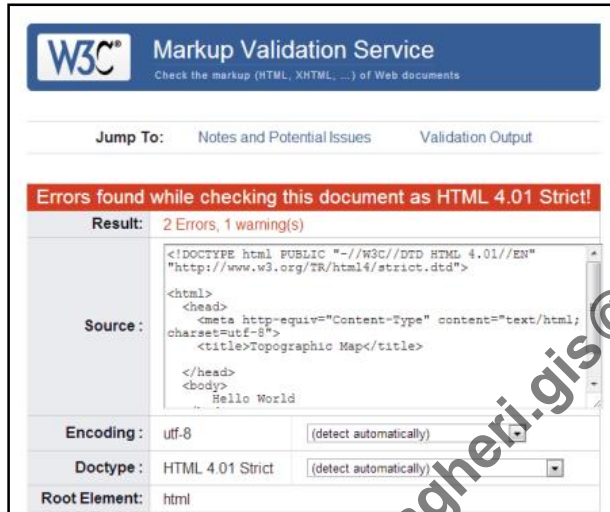 W3C® Markup Validation Service
Check the markup (HTML, XHTML, ...) of Web documents
Jump To: Notes and Potential Issues Validation Output
Errors found while checking this document as HTML 4.01 Strict!
Result: 2 Errors, 1 warning(s)
Source :
<!DOCTYPE html PUBLIC "-//W3C//DTD HTML 4.01//EN"
"http://www.w3.org/TR/html4/strict.dtd">
<html>
<head>
<meta http-equiv="Content-Type" content="text/html;
charset=utf-8">
<title>Topographic Map</title>
</head>
<body>
Hello World
Encoding : utf-8 (detect automatically)
Doctype : HTML 4.01 Strict (detect automatically)
Root Element: html
agheri.gis@